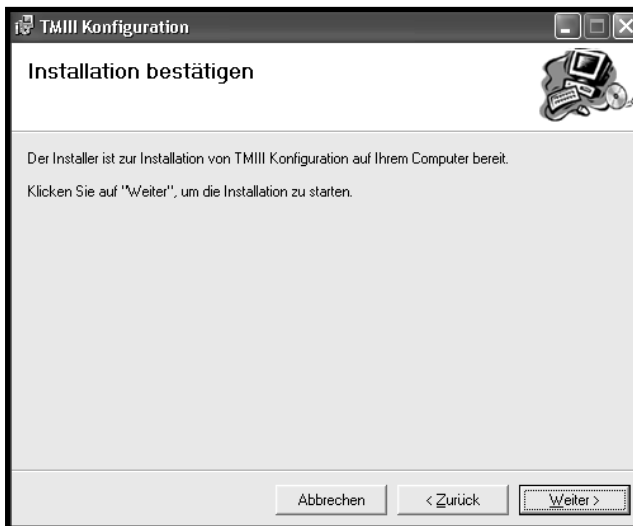 TMIII Konfiguration
Installation bestätigen
Der Installer ist zur Installation von TMIII Konfiguration auf Ihrem Computer bereit.
Klicken Sie auf "Weiter", um die Installation zu starten.
Abbrechen
< Zurück
Weiter >